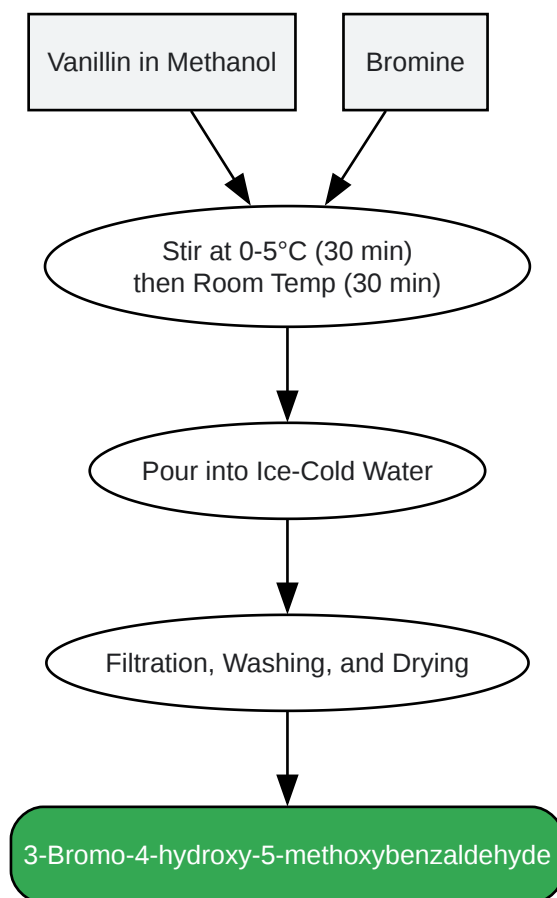 Vanillin in Methanol
Bromine
Stir at 0-5°C (30 min)
then Room Temp (30 min)
Pour into Ice-Cold Water
Filtration, Washing, and Drying
3-Bromo-4-hydroxy-5-methoxybenzaldehyde